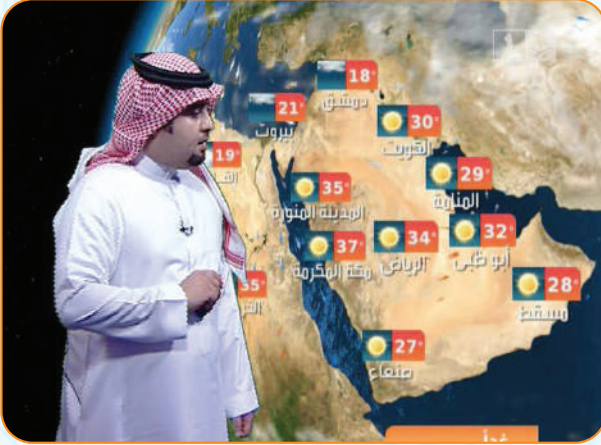 18°
دمشق
21°
بيروت
30°
الكويت
19°
29°
المنامة
35°
المدينة المنورة
32°
أبو ظبي
34°
الرياض
37°
مكة المكرمة
28°
مسقط
35°
27°
صنعاء
غداً